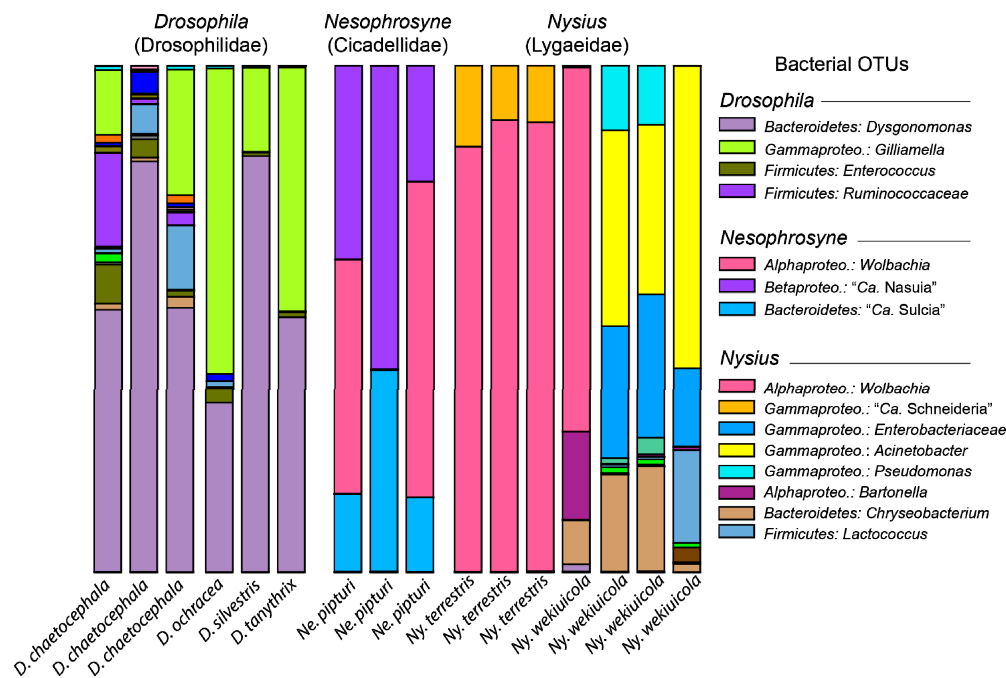 Drosophila
(Drosophilidae)
Nesophrosyne
(Cicadellidae)
Nysius
(Lygaeidae)
Bacterial OTUs
Drosophila
Bacteroidetes: Dysgonomonas
Gammaproteo.: Gilliamella
Firmicutes: Enterococcus
Firmicutes: Ruminococcaceae
Nesophrosyne
Alphaproteo.: Wolbachia
Betaproteo.: “Ca. Nasuia”
Bacteroidetes: “Ca. Sulcia”
Nysius
Alphaproteo.: Wolbachia
Gammaproteo.: “Ca. Schneideria”
Gammaproteo.: Enterobacteriaceae
Gammaproteo.: Acinetobacter
Gammaproteo.: Pseudomonas
Alphaproteo.: Bartonella
Bacteroidetes: Chryseobacterium
Firmicutes: Lactococcus
D. chaetocephala
D. chaetocephala
D. chaetocephala
D. ochracea
D. silvestris
D. tanythrix
Ne. pipturi
Ne. pipturi
Ne. pipturi
Ny. terrestris
Ny. terrestris
Ny. terrestris
Ny. wekiuicola
Ny. wekiuicola
Ny. wekiuicola
Ny. wekiuicola